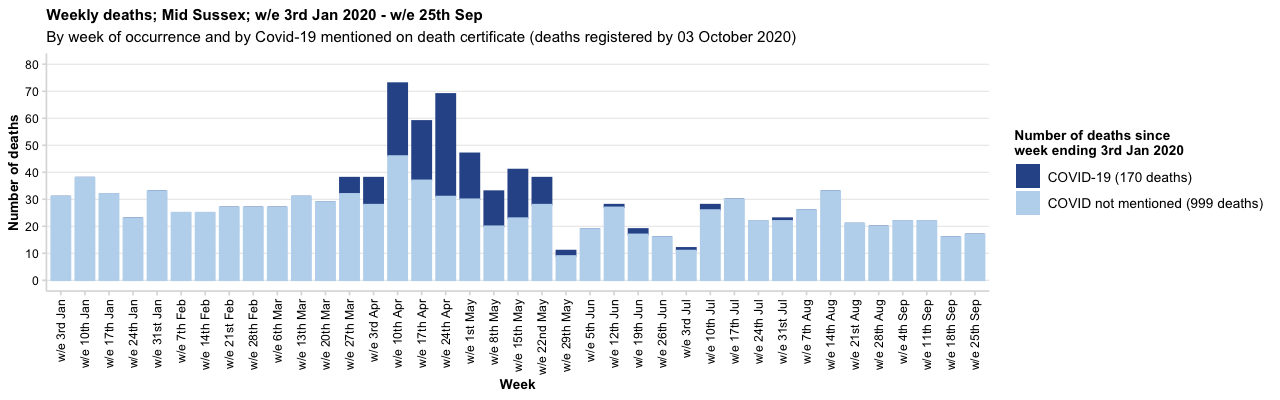 Weekly deaths; Mid Sussex; w/e 3rd Jan 2020 - w/e 25th Sep
By week of occurrence and by Covid-19 mentioned on death certificate (deaths registered by 03 October 2020)
Number of deaths
80
70
60
50
40
30
20
10
0
w/e 3rd Jan
w/e 10th Jan
w/e 17th Jan
w/e 24th Jan
w/e 31st Jan
w/e 7th Feb
w/e 14th Feb
w/e 21st Feb
w/e 28th Feb
w/e 6th Mar
w/e 13th Mar
w/e 20th Mar
w/e 27th Mar
w/e 3rd Apr
w/e 10th Apr
w/e 17th Apr
w/e 24th Apr
w/e 1st May
w/e 8th May
w/e 15th May
w/e 22nd May
w/e 29th May
w/e 5th Jun
w/e 12th Jun
w/e 19th Jun
w/e 26th Jun
w/e 3rd Jul
w/e 10th Jul
w/e 17th Jul
w/e 24th Jul
w/e 31st Jul
w/e 7th Aug
w/e 14th Aug
w/e 21st Aug
w/e 28th Aug
w/e 4th Sep
w/e 11th Sep
w/e 18th Sep
w/e 25th Sep
Week
Number of deaths since
week ending 3rd Jan 2020
COVID-19 (170 deaths)
COVID not mentioned (999 deaths)